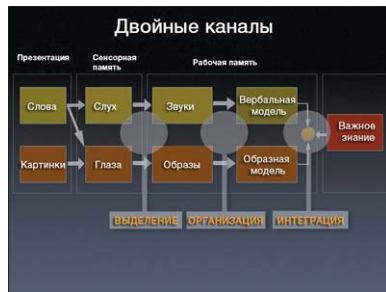 Двойные каналы
Презентация
Сенсорная
память
Рабочая память
Слова
Слух
Звуки
Вербальная
модель
Важное
знание
Картинки
Глаза
Образы
Образная
модель
ВЫДЕЛЕНИЕ
ОРГАНИЗАЦИЯ
ИНТЕГРАЦИЯ